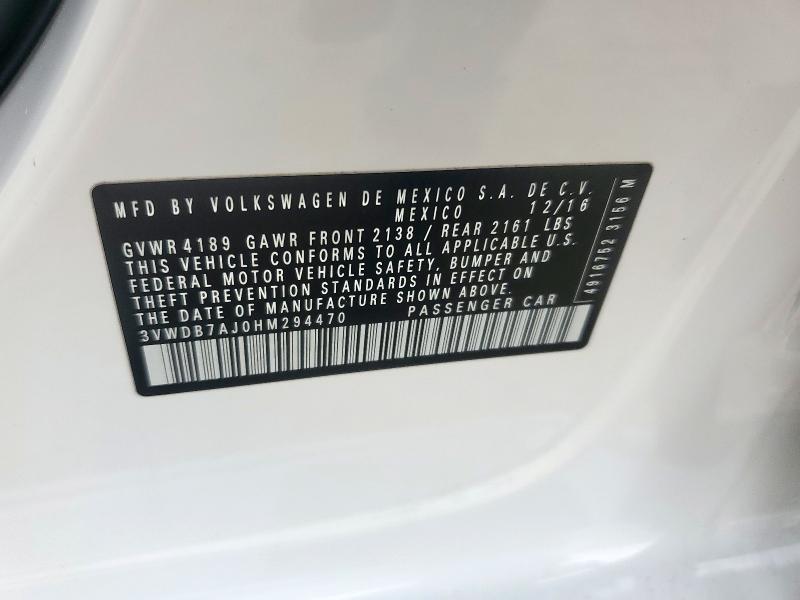 MFD BY VOLKSWAGEN DE MEXICO S.A. DE C.V.
MEXICO 12/16
GVWR 4189 GAWR FRONT 2138 / REAR 2161 LBS
THIS VEHICLE CONFORMS TO ALL APPLICABLE U.S.
FEDERAL MOTOR VEHICLE SAFETY, BUMPER AND
THEFT PREVENTION STANDARDS IN EFFECT ON
THE DATE OF MANUFACTURE SHOWN ABOVE.
3VWDB7AJ0HM294470 PASSENGER CAR
4916752 3156 M